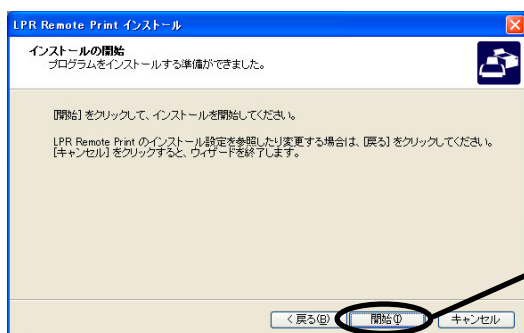 LPR Remote Print インストール
インストールの開始
プログラムをインストールする準備ができました。
[開始] をクリックして、インストールを開始してください。
LPR Remote Print のインストール設定を参照したり変更する場合は、[戻る] をクリックしてください。
[キャンセル] をクリックすると、ウィザードを終了します。
< 戻る(B) 開始(I) キャンセル